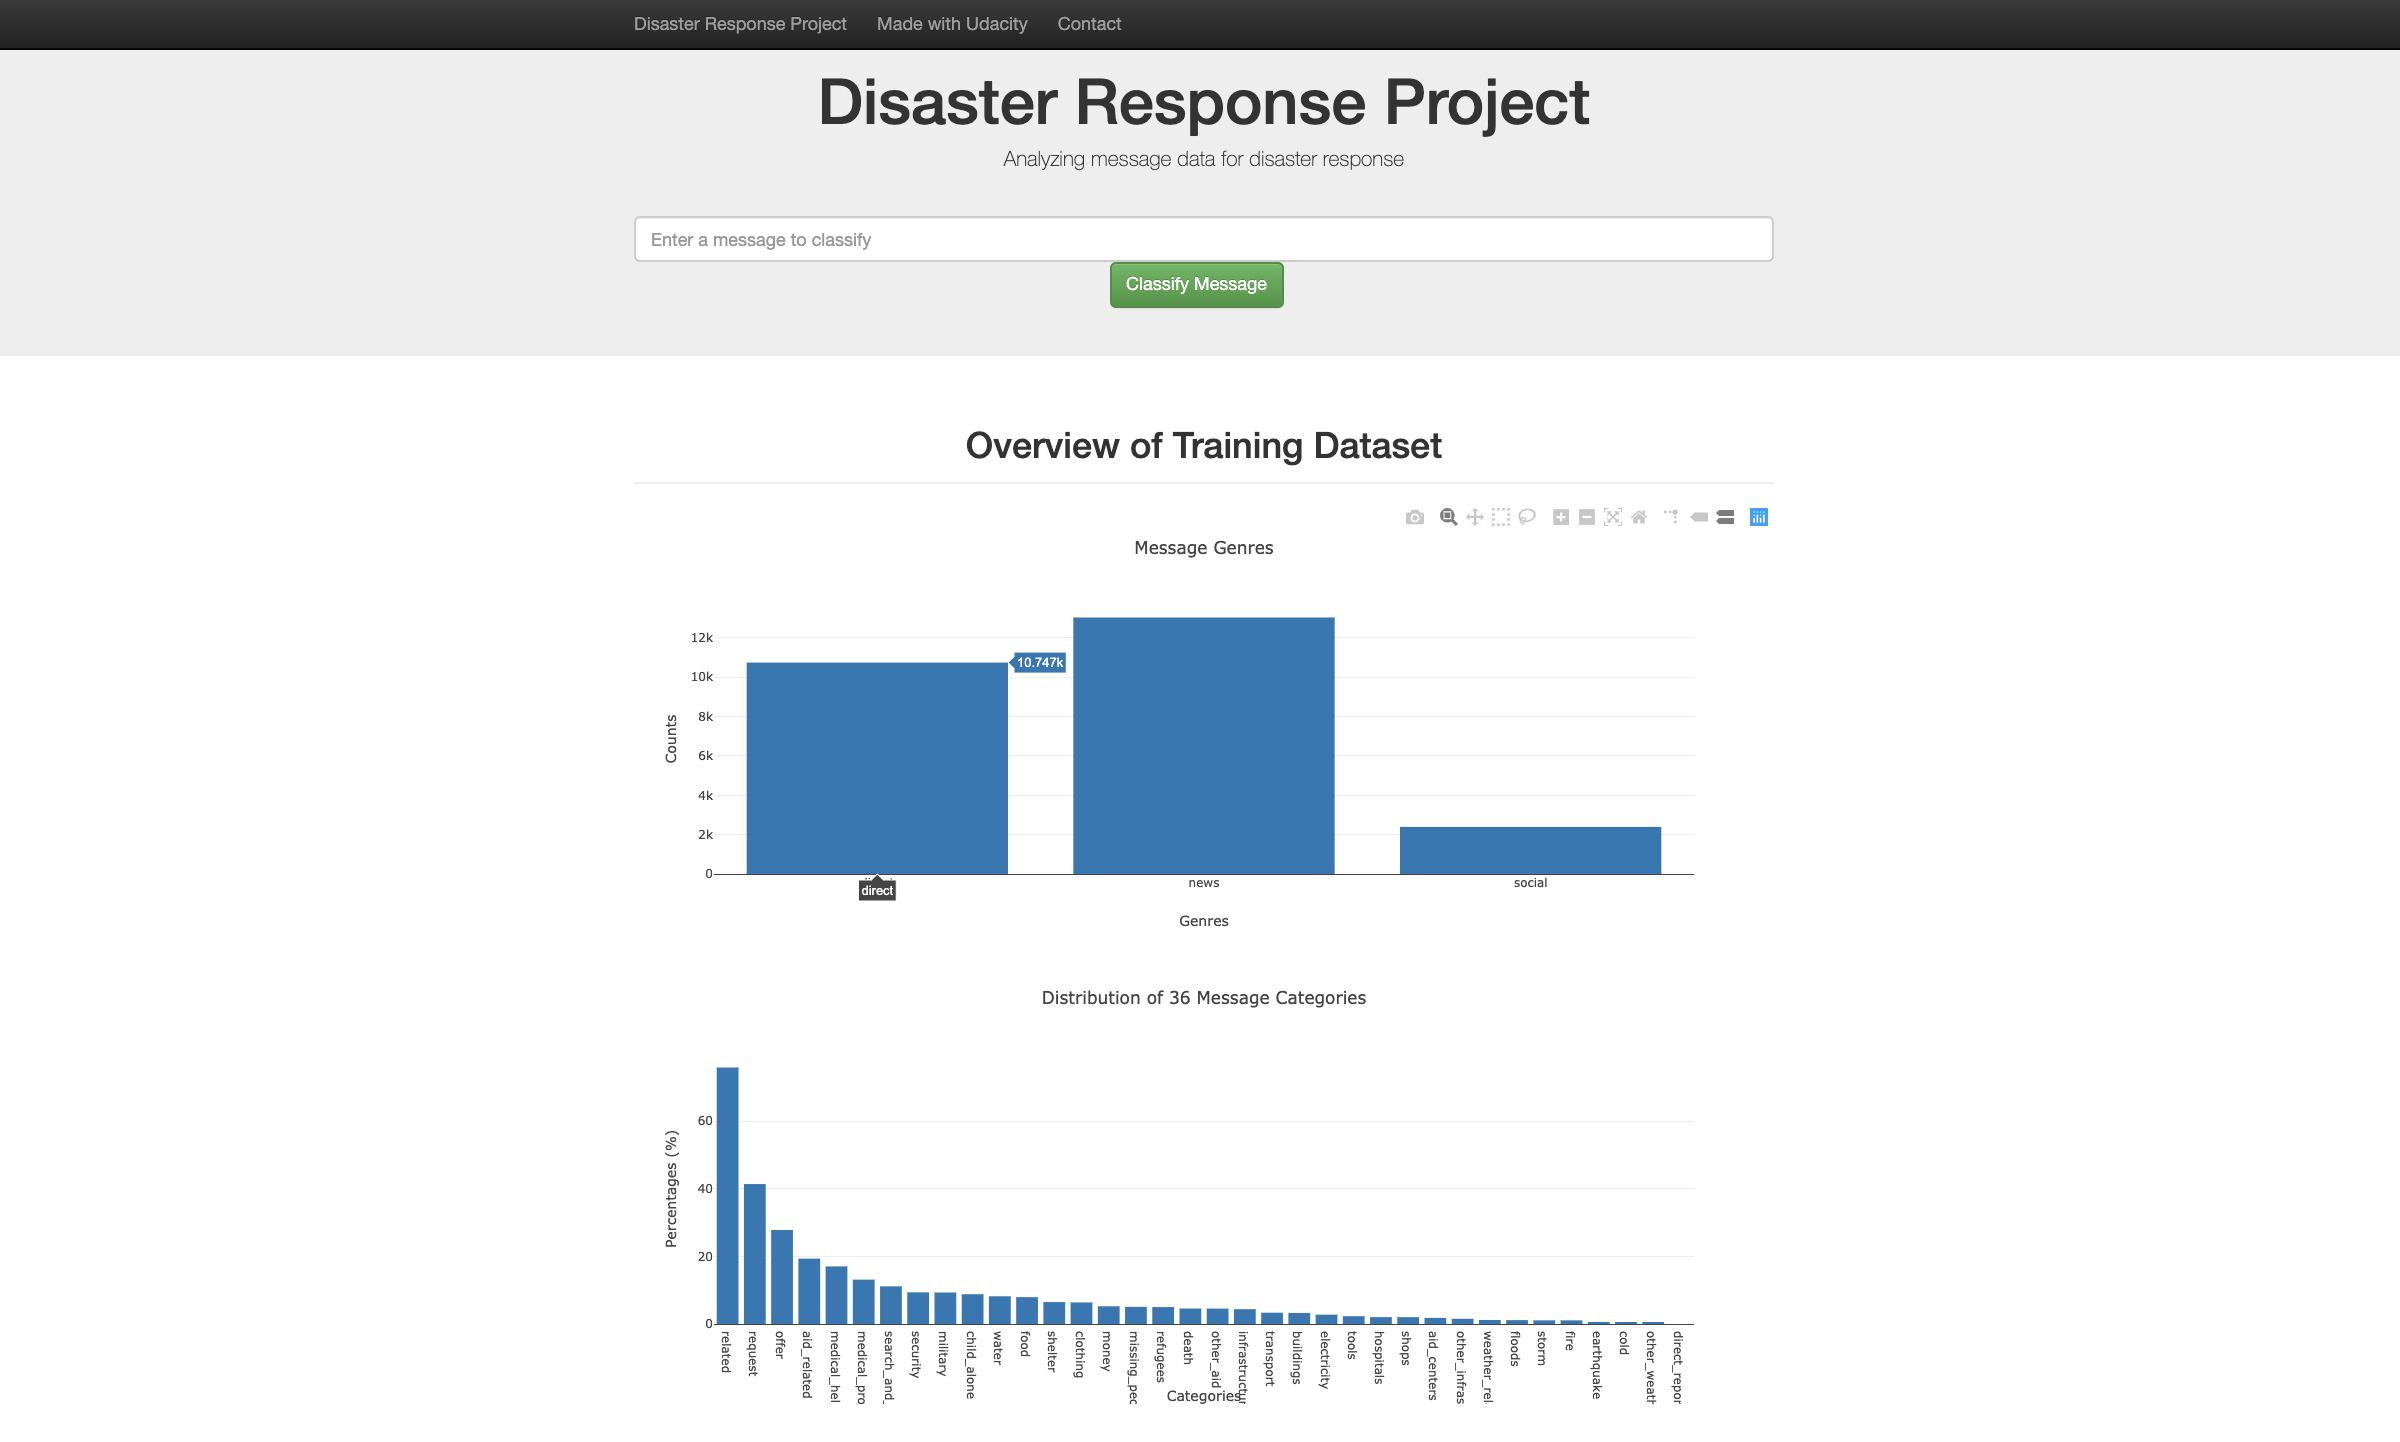 Disaster Response Project Made with Udacity Contact
Disaster Response Project
Analyzing message data for disaster response
Enter a message to classify
Classify Message
Overview of Training Dataset
Message Genres
Counts
12k
10k
8k
6k
4k
2k
0
10.747k
direct
news
social
Genres
Distribution of 36 Message Categories
Percentages (%)
60
40
20
0
related
request
offer
aid_related
medical_hel
medical_pro
search_and_
security
military
child_alone
water
food
shelter
clothing
money
missing_peo
refugees
death
other_aid
infrastructur
transport
buildings
electricity
tools
hospitals
shops
aid_centers
other_infras
weather_rel
floods
storm
fire
earthquake
cold
other_weath
direct_repor
Categories